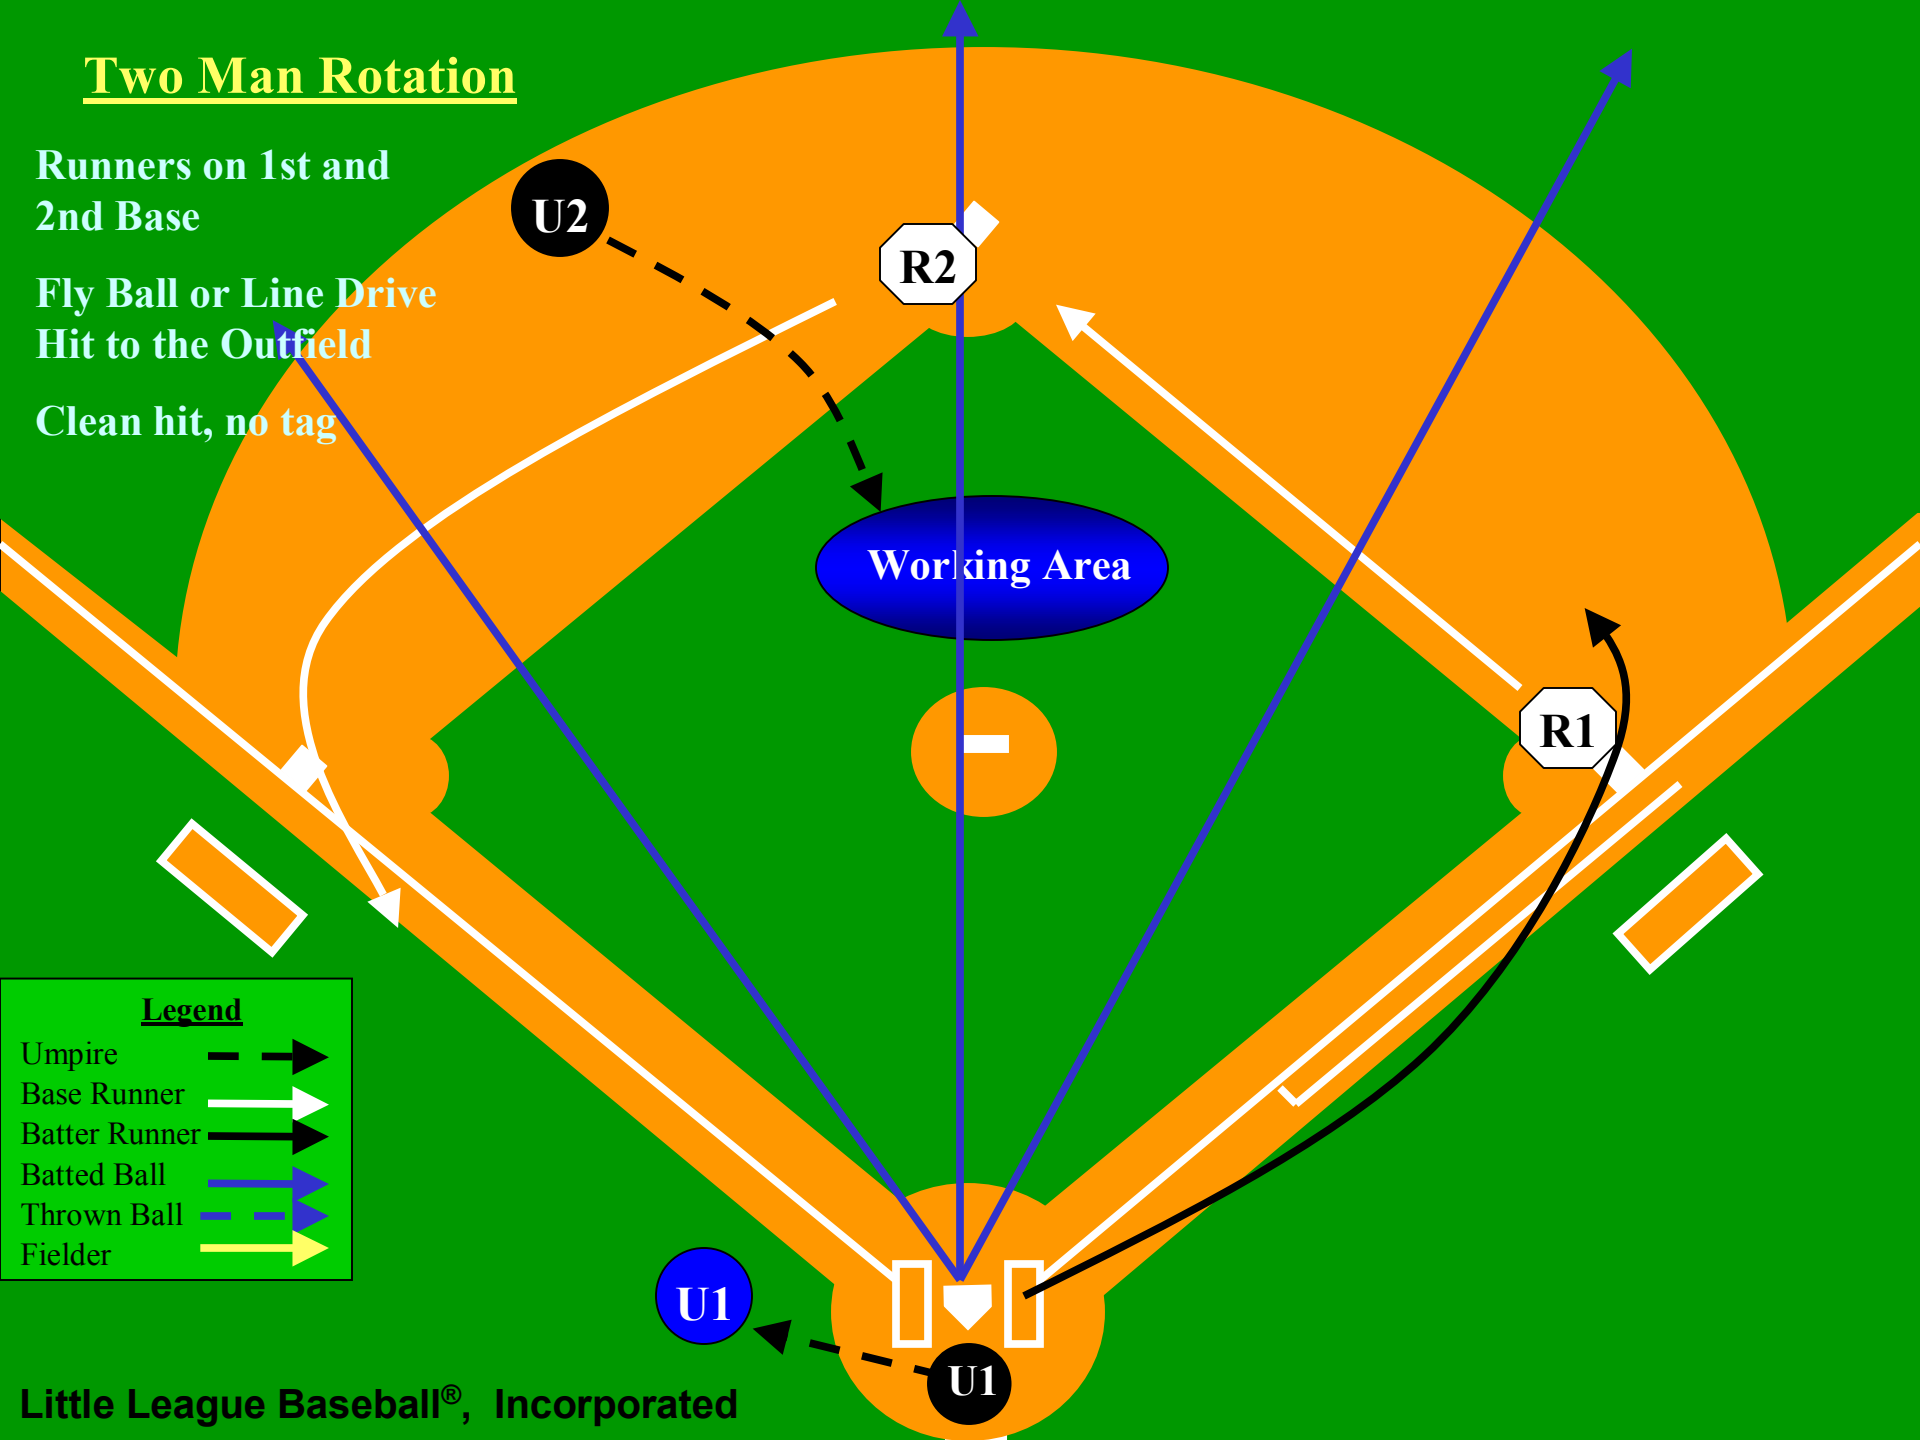 Two Man Rotation
Runners on 1st and
2nd Base
Fly Ball or Line Drive
Hit to the Outfield
Clean hit, no tag
U2
R2
Working Area
R1
Legend
Umpire
Base Runner
Batter Runner
Batted Ball
Thrown Ball
Fielder
U1
U1
Little League Baseball®, Incorporated